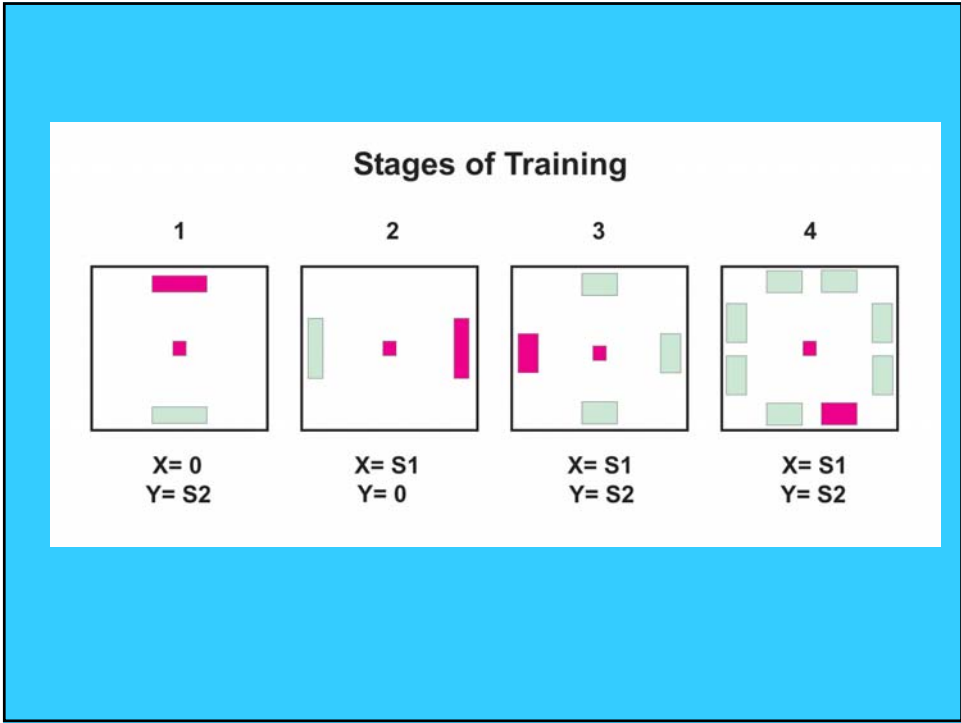 Stages of Training
1 2 3 4
X= 0 X= S1 X= S1 X= S1
Y= S2 Y= 0 Y= S2 Y= S2